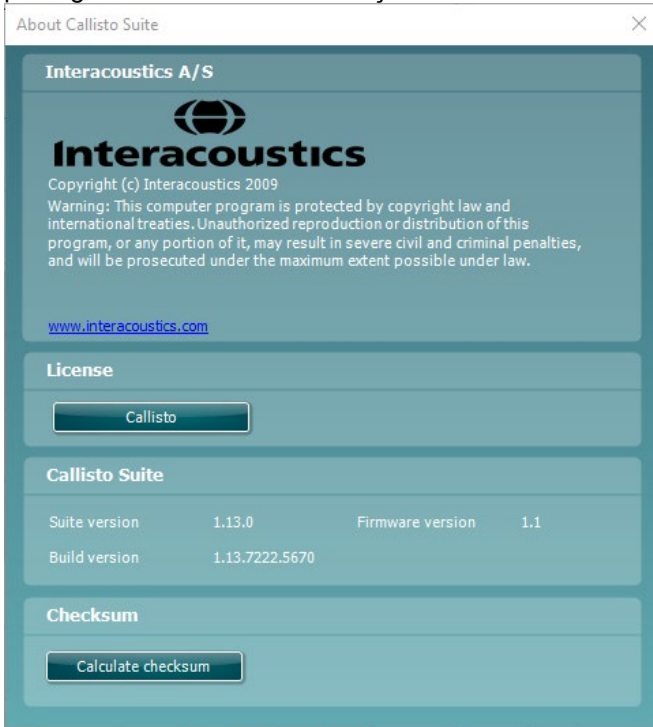 About Callisto Suite
Interacoustics A/S
Interacoustics
Copyright (c) Interacoustics 2009
Warning: This computer program is protected by copyright law and
international treaties. Unauthorized reproduction or distribution of this
program, or any portion of it, may result in severe civil and criminal penalties,
and will be prosecuted under the maximum extent possible under law.
www.interacoustics.com
License
Callisto
Callisto Suite
Suite version 1.13.0 Firmware version 1.1
Build version 1.13.7222.5670
Checksum
Calculate checksum